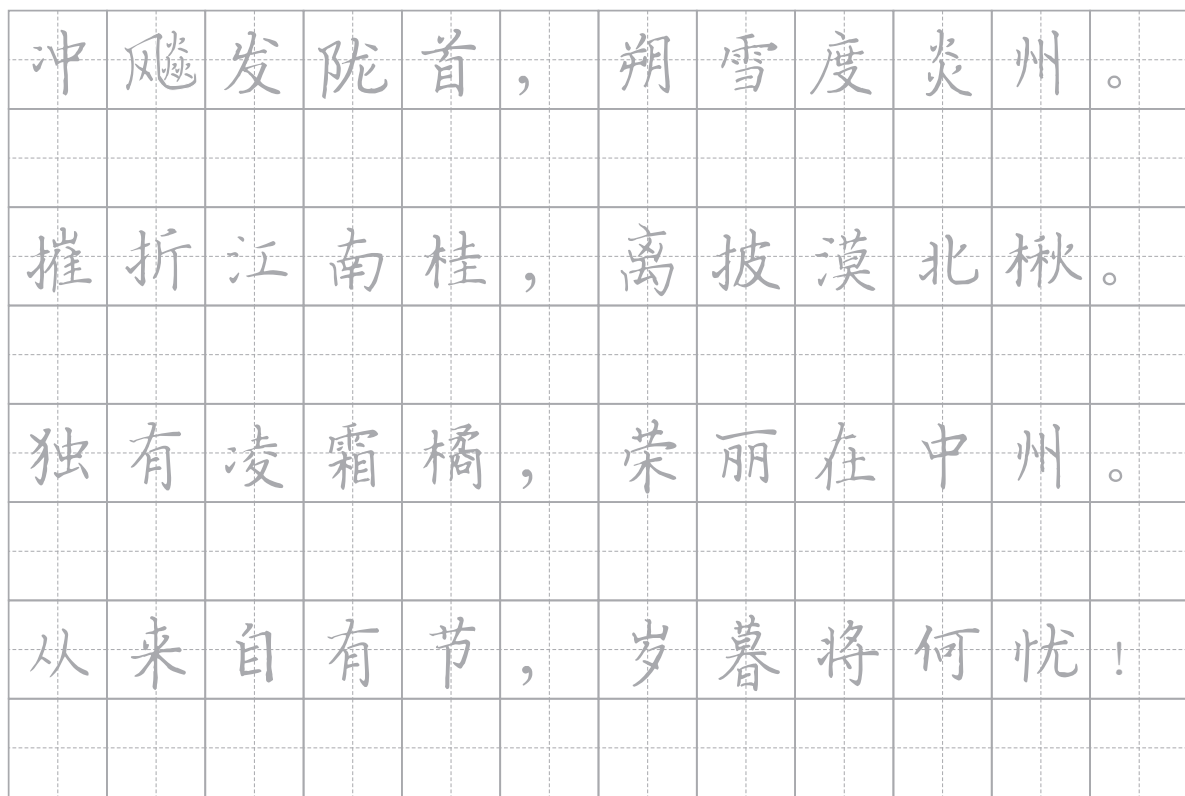 冲飚发陇首，朔雪度炎州。
摧折江南桂，离披漠北楸。
独有凌霜橘，荣丽在中州。
从来自有节，岁暮将何忧！